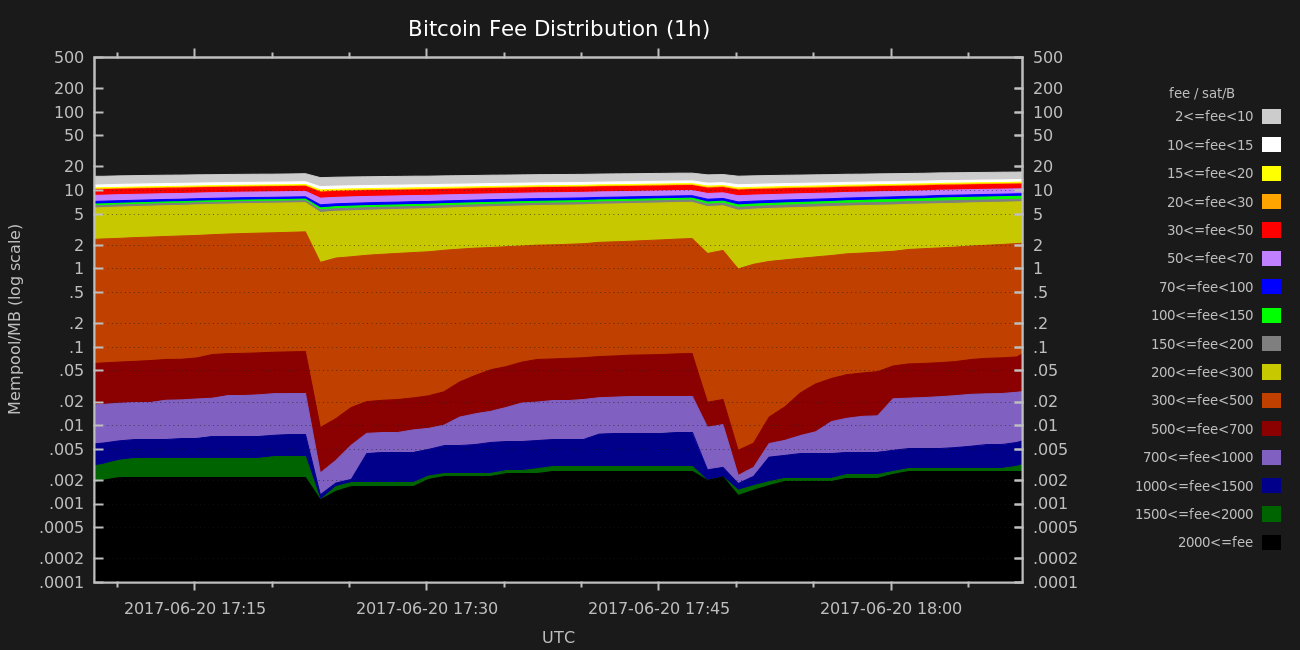 Bitcoin Fee Distribution (1h)
Mempool/MB (log scale)
500
200
100
50
20
10
5
2
1
.5
.2
.1
.05
.02
.01
.005
.002
.001
.0005
.0002
.0001
500
200
100
50
20
10
5
2
1
.5
.2
.1
.05
.02
.01
.005
.002
.001
.0005
.0002
.0001
2017-06-20 17:15
2017-06-20 17:30
2017-06-20 17:45
2017-06-20 18:00
UTC
fee / sat/B
2<=fee<10
10<=fee<15
15<=fee<20
20<=fee<30
30<=fee<50
50<=fee<70
70<=fee<100
100<=fee<150
150<=fee<200
200<=fee<300
300<=fee<500
500<=fee<700
700<=fee<1000
1000<=fee<1500
1500<=fee<2000
2000<=fee